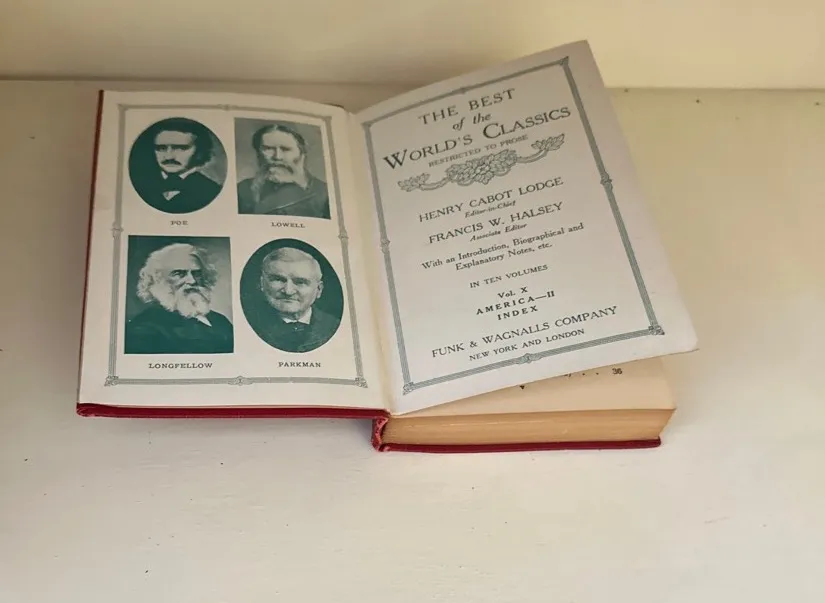 POE
LOWELL
LONGFELLOW
PARKMAN
THE BEST
of the
WORLD'S CLASSICS
RESTRICTED TO PROSE
HENRY CABOT LODGE
Editor-in-Chief
FRANCIS W. HALSEY
Associate Editor
With an Introduction, Biographical and
Explanatory Notes, etc.
IN TEN VOLUMES
Vol. X
AMERICA—II
INDEX
FUNK & WAGNALLS COMPANY
NEW YORK AND LONDON
36